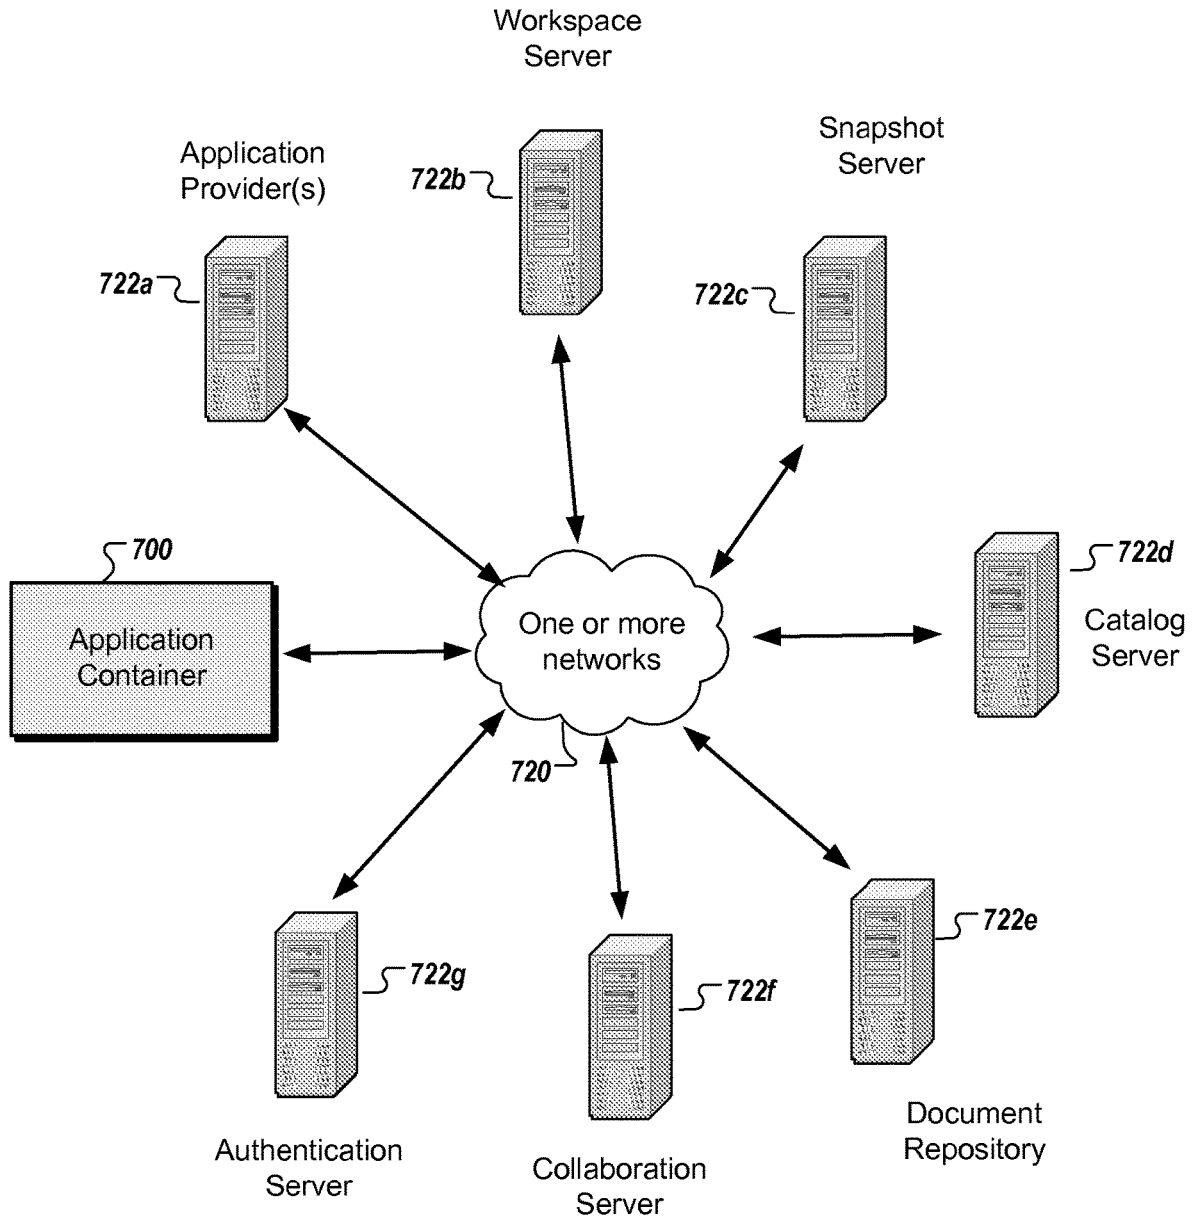 Workspace
Server
Snapshot
Server
Application
Provider(s)
722b
722a
722c
700
722d
Application
Container
One or more
networks
Catalog
Server
720
722e
722g
722f
Document
Repository
Authentication
Server
Collaboration
Server